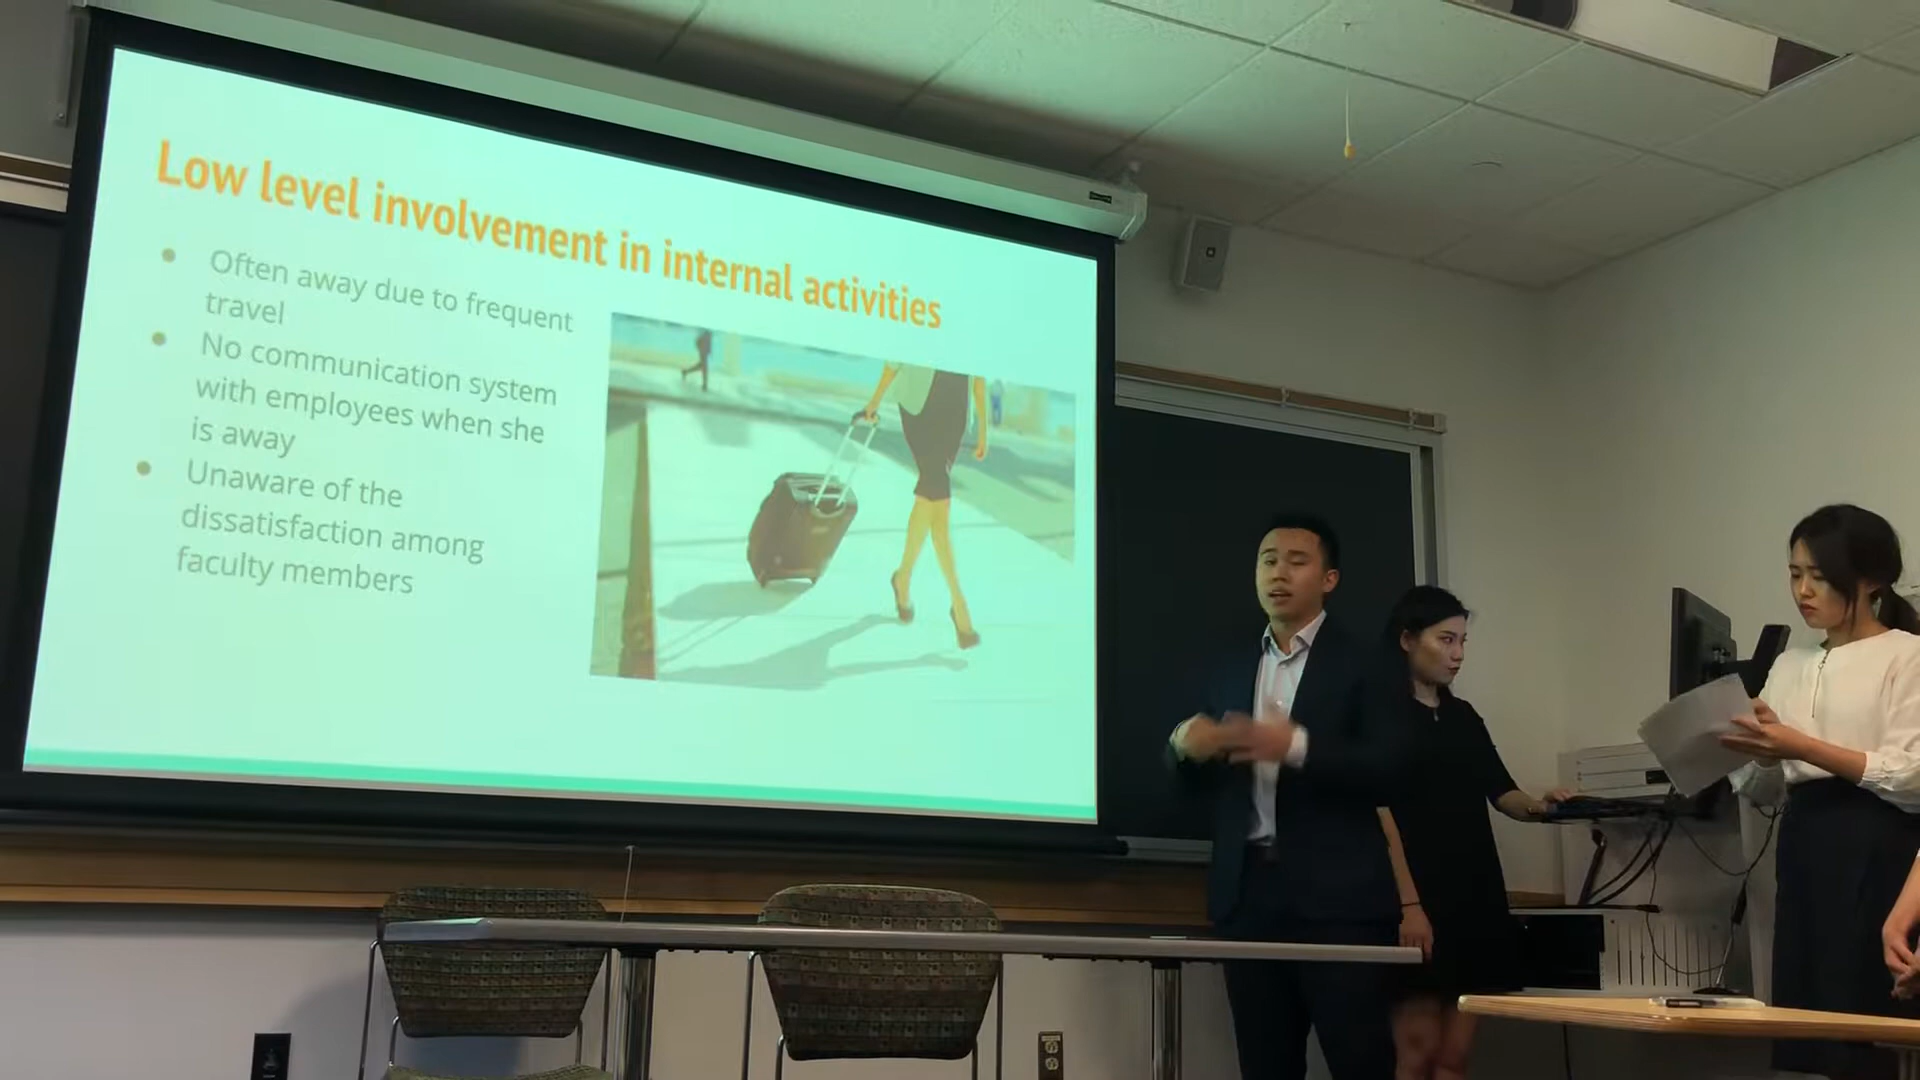 Low level involvement in internal activities
Often away due to frequent
travel
No communication system
with employees when she
is away
Unaware of the
dissatisfaction among
faculty members